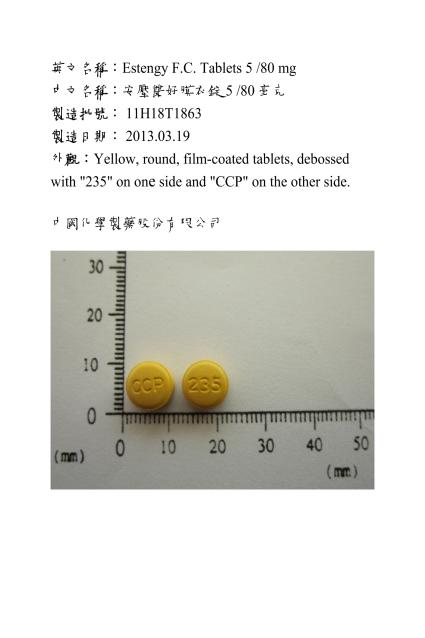 英文名稱：Estengy F.C. Tablets 5 /80 mg
中文名稱：安壓馨好膜衣錠5 /80 毫克
製造批號： 11H18T1863
製造日期： 2013.03.19
外觀：Yellow, round, film-coated tablets, debossed
with "235" on one side and "CCP" on the other side.
中國化學製藥股份有限公司
30
20
10
0
CCP 235
0 10 20 30 40 50
(mm)
(mm)